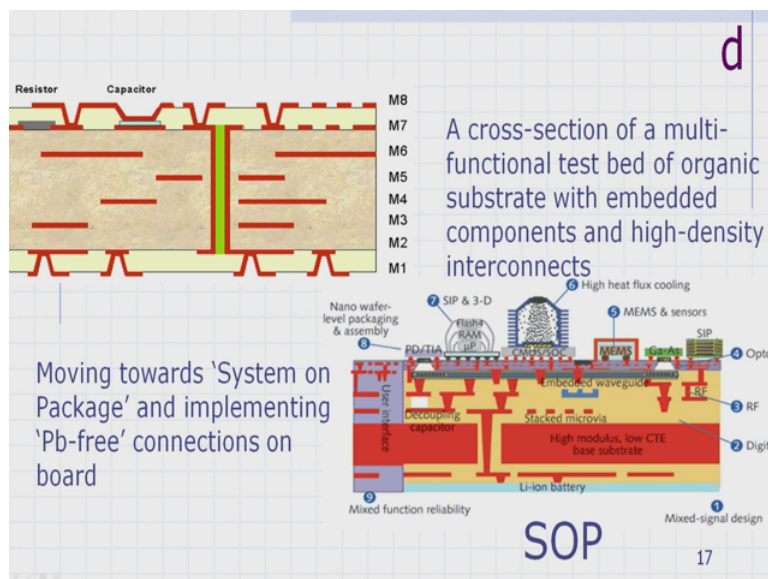 d
Resistor Capacitor
M8
M7
M6
M5
M4
M3
M2
M1
A cross-section of a multi-
functional test bed of organic
substrate with embedded
components and high-density
interconnects
Moving towards ‘System on
Package’ and implementing
‘Pb-free’ connections on
board
6 High heat flux cooling
7 SIP & 3-D
5 MEMS & sensors
Nano wafer-
level packaging
& assembly
8
Flash4
RAM
µP
PD/TIA
CMOS/SOC
MEMS
Ga-As
SIP
4 Opto
Embedded waveguide
RF
3 RF
User interface
Decoupling
capacitor
Stacked microvia
2 Digit
High modulus, low CTE
base substrate
Li-ion battery
9
Mixed function reliability
1
Mixed-signal design
SOP
17